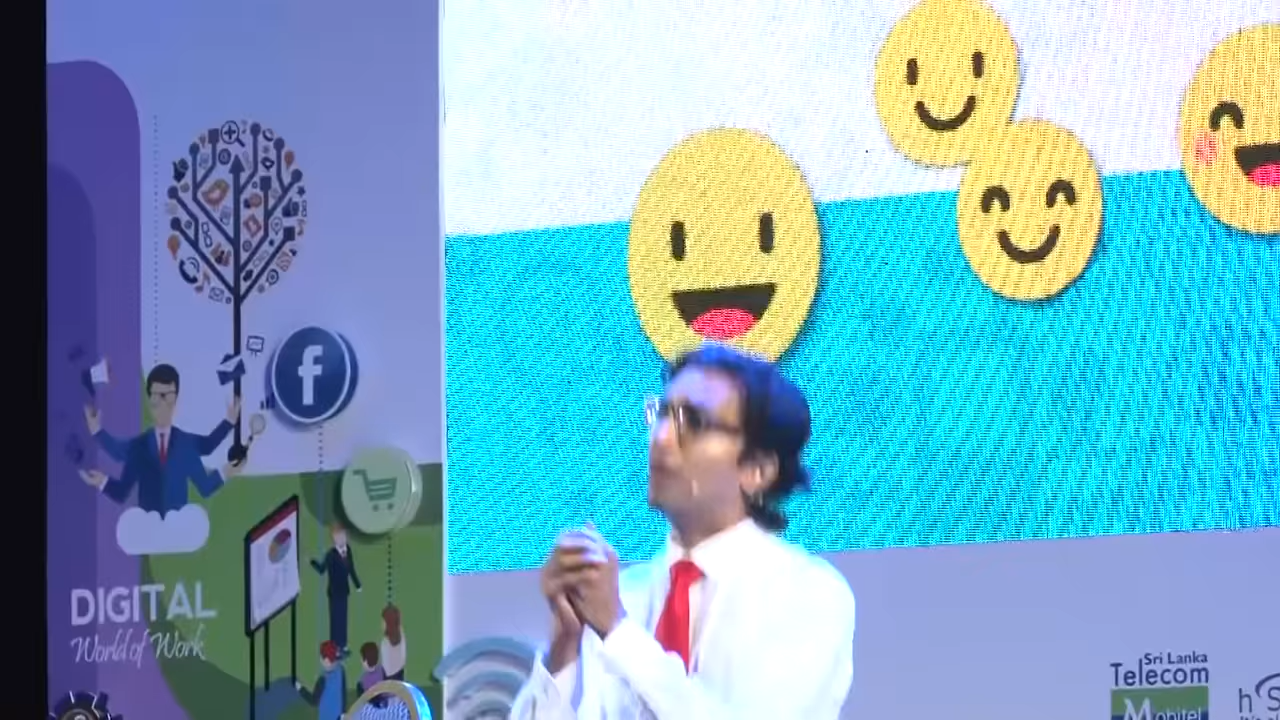 f
DIGITAL
World of Work
Sri Lanka
Telecom
Mobitel